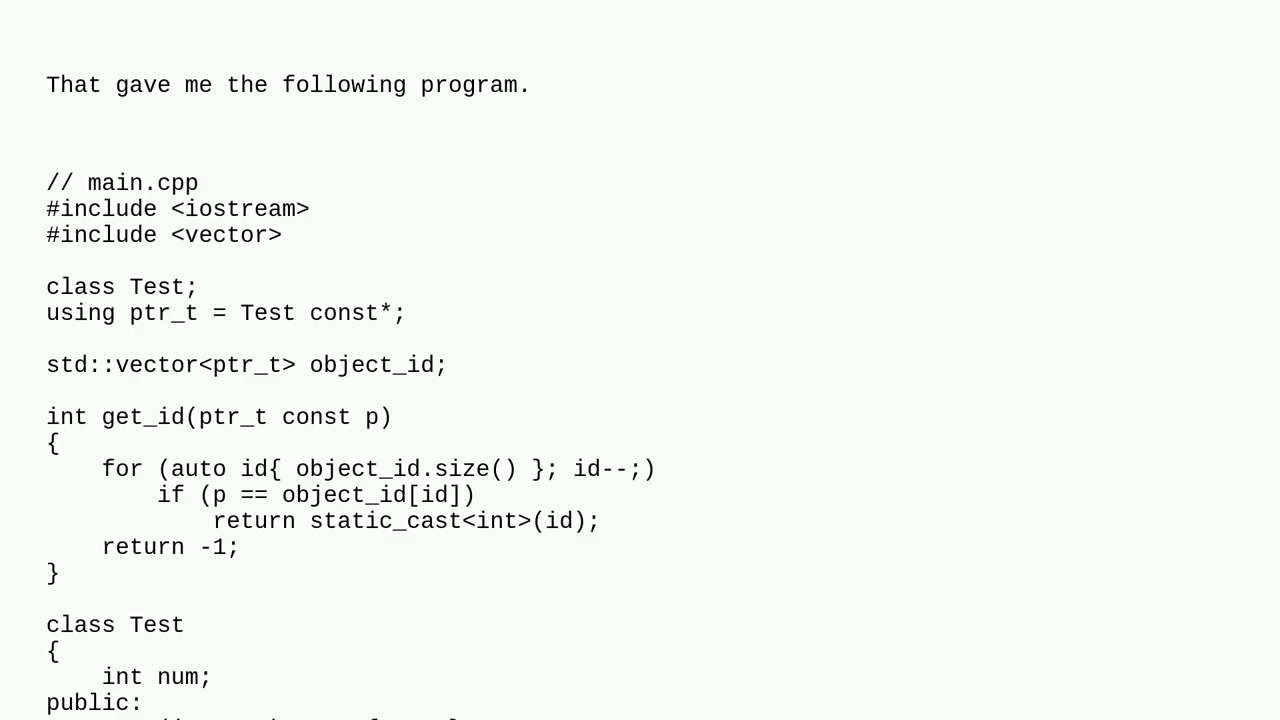 That gave me the following program.
// main.cpp
#include <iostream>
#include <vector>
class Test;
using ptr_t = Test const*;
std::vector<ptr_t> object_id;
int get_id(ptr_t const p)
{
    for (auto id{ object_id.size() }; id--;)
        if (p == object_id[id])
            return static_cast<int>(id);
    return -1;
}
class Test
{
    int num;
public: